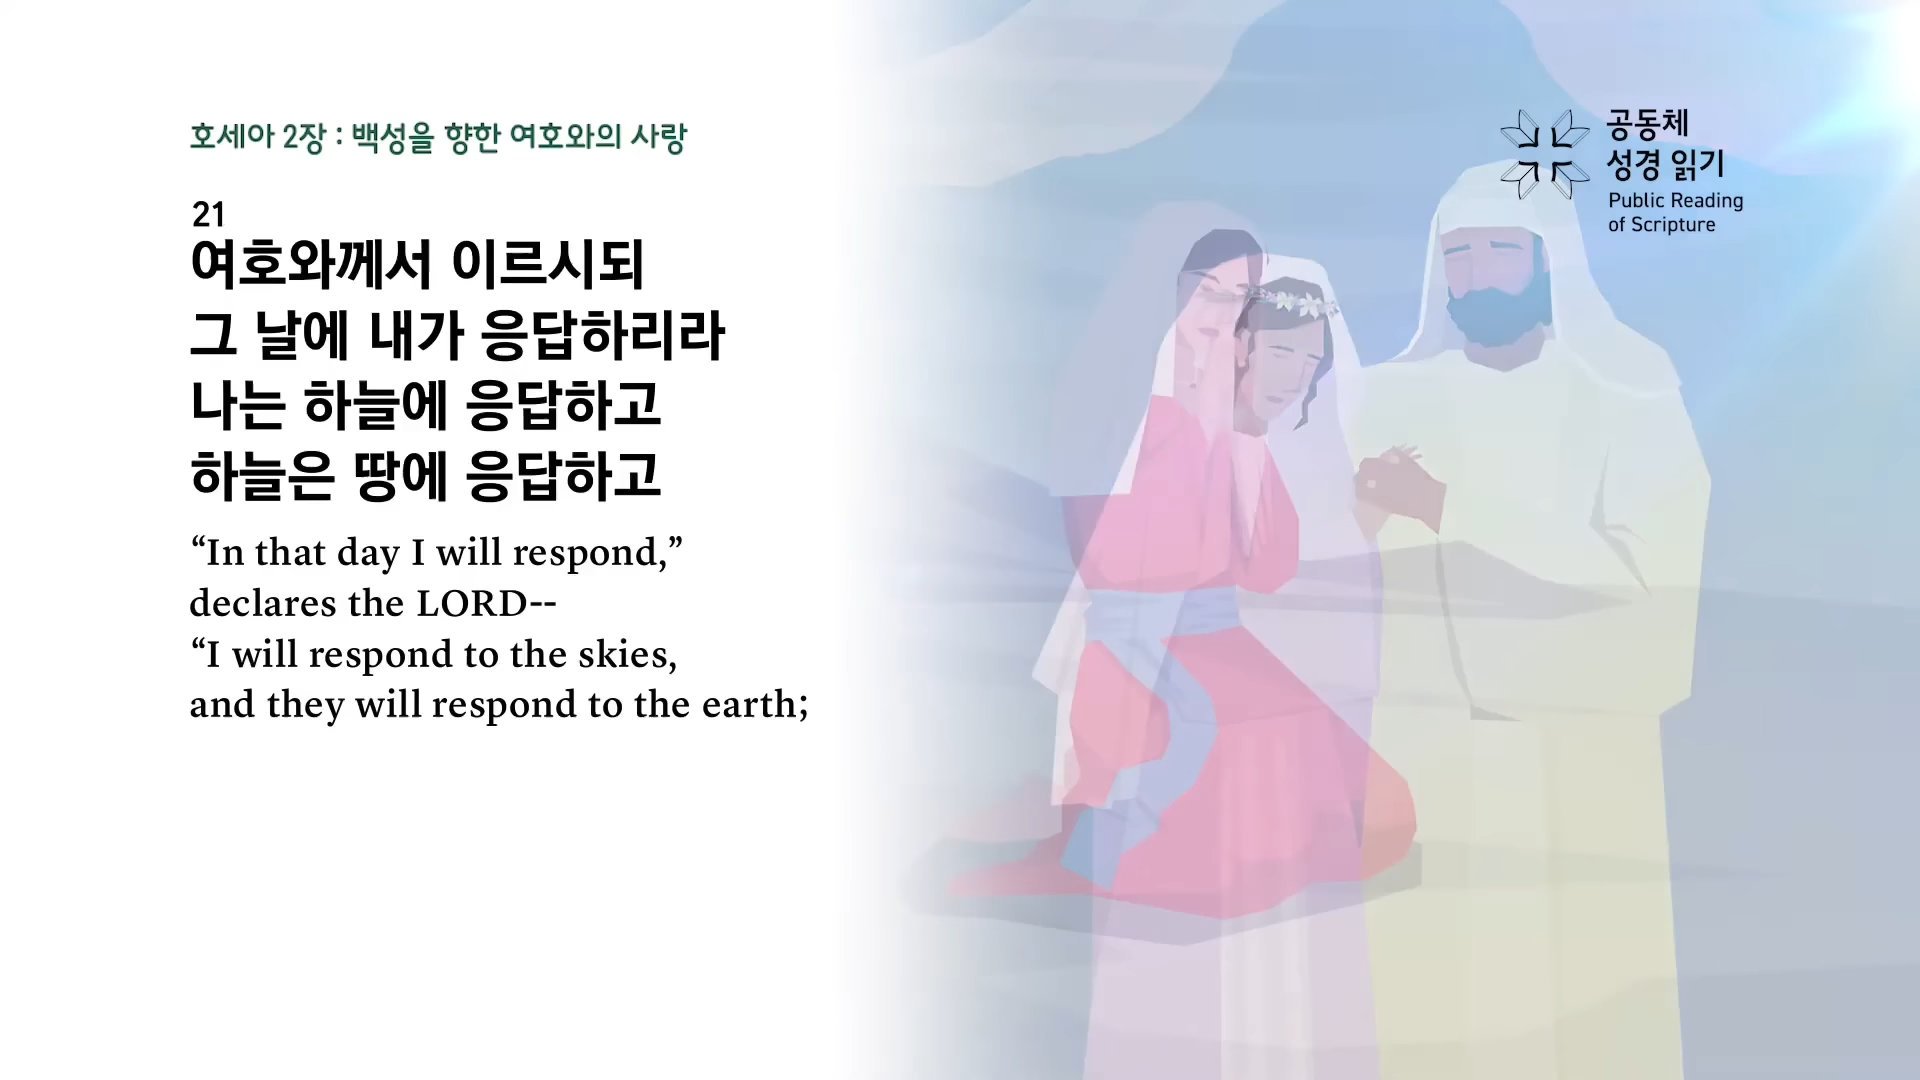 호세아 2장 : 백성을 향한 여호와의 사랑
21
여호와께서 이르시되
그 날에 내가 응답하리라
나는 하늘에 응답하고
하늘은 땅에 응답하고
“In that day I will respond,”
declares the LORD--
“I will respond to the skies,
and they will respond to the earth;
공동체
성경 읽기
Public Reading
of Scripture